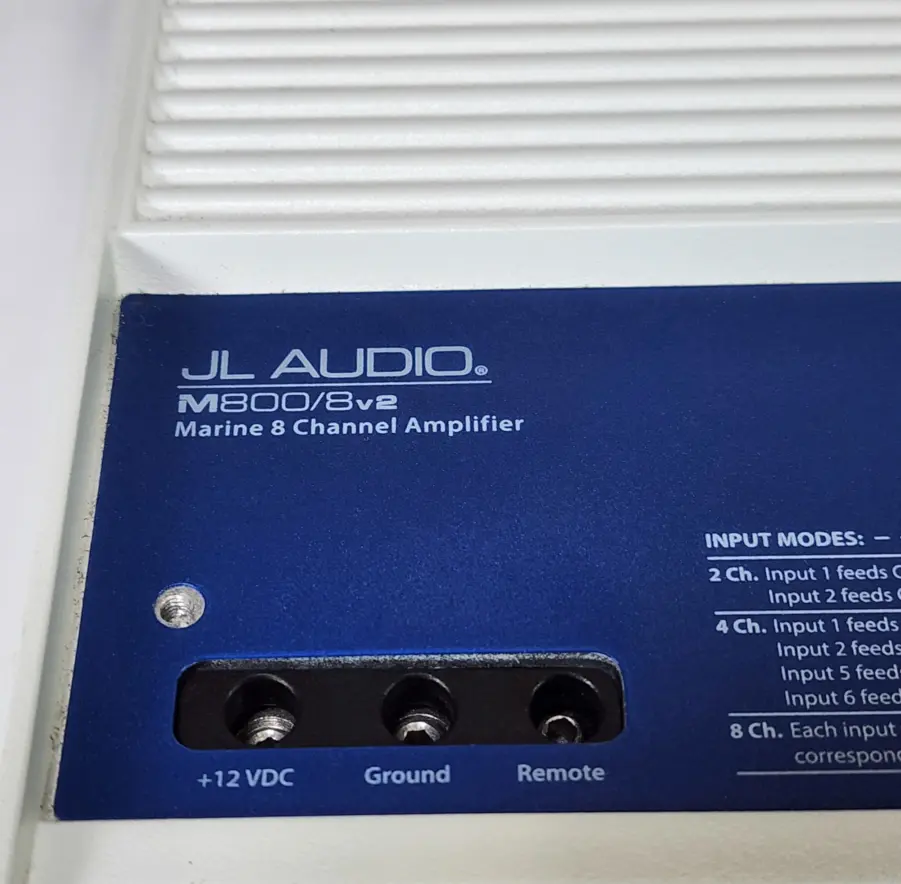 JL AUDIO®
M800/8v2
Marine 8 Channel Amplifier
INPUT MODES: –
2 Ch. Input 1 feeds
Input 2 feeds
4 Ch. Input 1 feeds
Input 2 feeds
Input 5 feed
Input 6 feed
8 Ch. Each input
correspon
+12 VDC
Ground
Remote